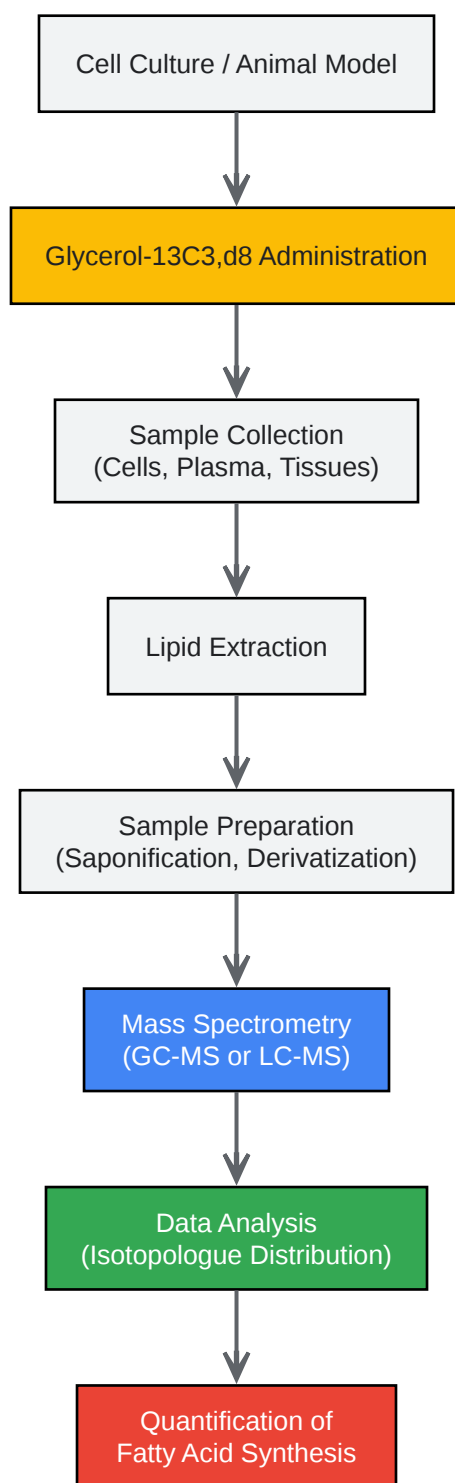 Cell Culture / Animal Model
Glycerol-13C3,d8 Administration
Sample Collection
(Cells, Plasma, Tissues)
Lipid Extraction
Sample Preparation
(Saponification, Derivatization)
Mass Spectrometry
(GC-MS or LC-MS)
Data Analysis
(Isotopologue Distribution)
Quantification of
Fatty Acid Synthesis